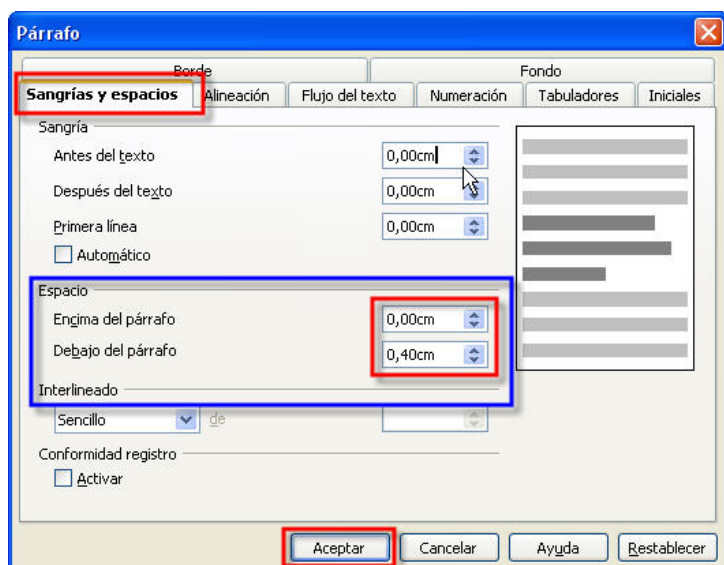 Párrafo
Borde Fondo
Sangrías y espacios Alineación Flujo del texto Numeración Tabuladores Iniciales
Sangría
Antes del texto 0,00cm
Después del texto 0,00cm
Primera línea 0,00cm
Automático
Espacio
Encima del párrafo 0,00cm
Debajo del párrafo 0,40cm
Interlineado
Sencillo de
Conformidad registro
Activar
Aceptar Cancelar Ayuda Restablecer